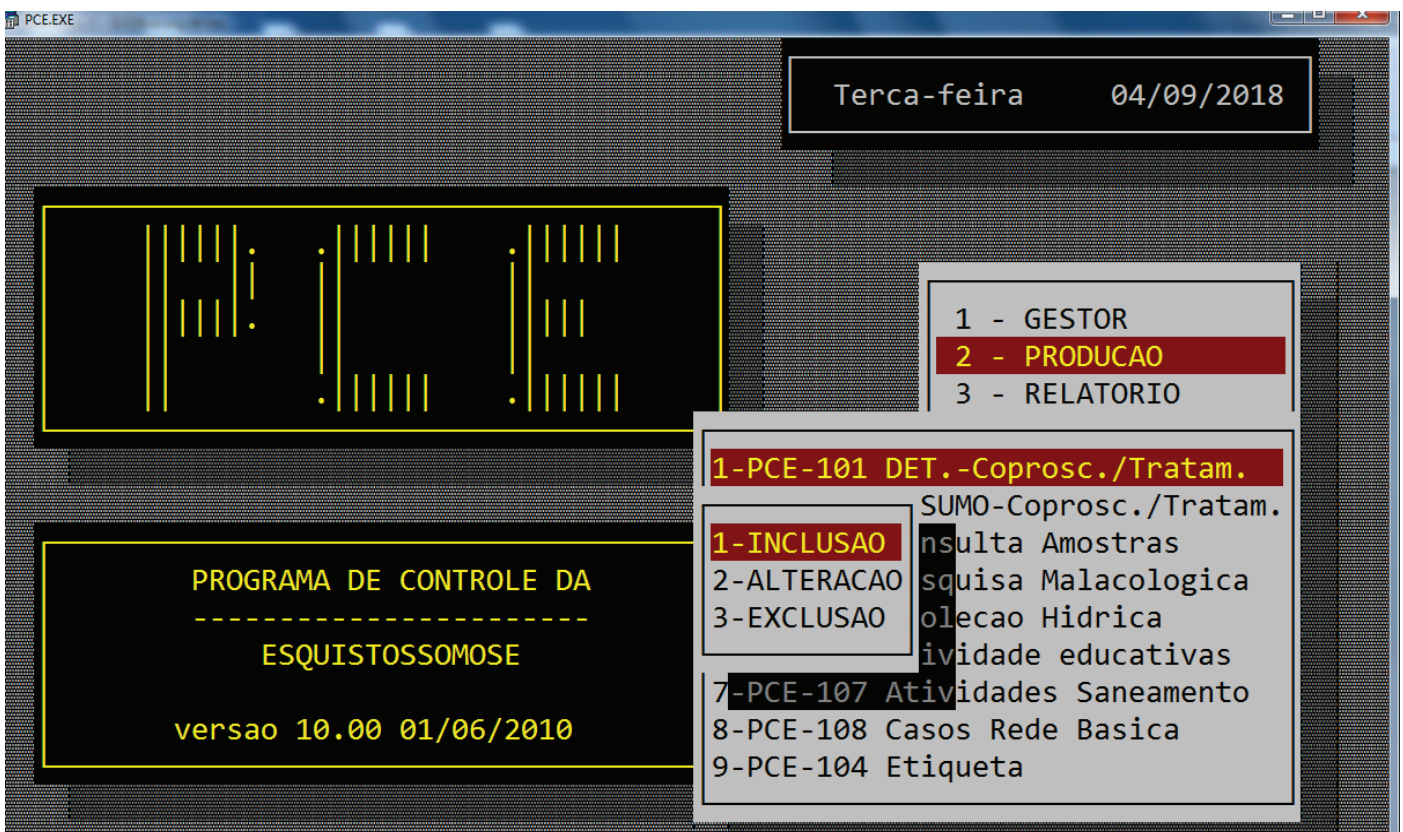 PCE.EXE
Terca-feira 04/09/2018
PCE
1 - GESTOR
2 - PRODUCAO
3 - RELATORIO
1-PCE-101 DET.-Coprosc./Tratam.
SUMO-Coprosc./Tratam.
1-INCLUSAO nsulta Amostras
2-ALTERACAO squisa Malacologica
3-EXCLUSAO olecao Hidrica
ividade educativas
7-PCE-107 Atividades Saneamento
8-PCE-108 Casos Rede Basica
9-PCE-104 Etiqueta
PROGRAMA DE CONTROLE DA
-----------------------
ESQUISTOSSOMOSE
versao 10.00 01/06/2010